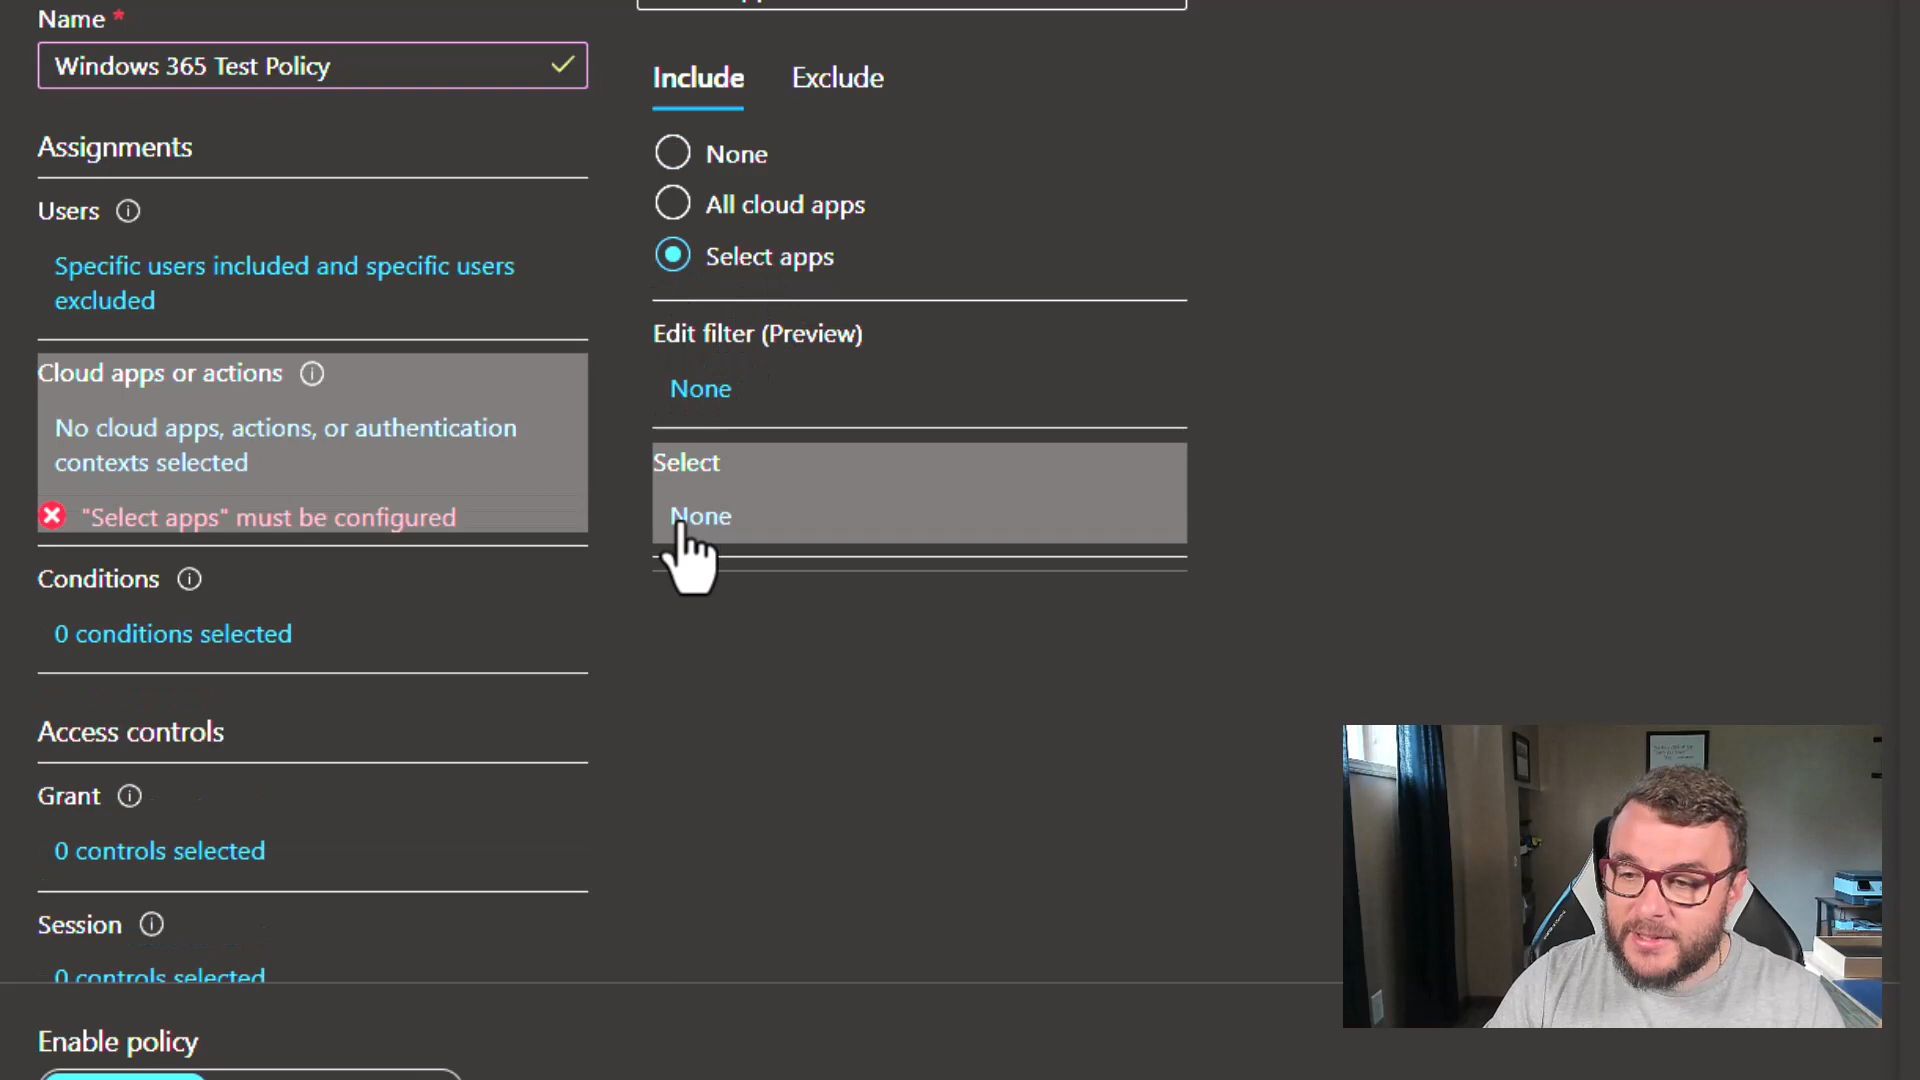 Name *
Windows 365 Test Policy
Assignments
Users
Specific users included and specific users
excluded
Cloud apps or actions
No cloud apps, actions, or authentication
contexts selected
"Select apps" must be configured
Conditions
0 conditions selected
Access controls
Grant
0 controls selected
Session
0 controls selected
Enable policy
Include Exclude
None
All cloud apps
Select apps
Edit filter (Preview)
None
Select
None